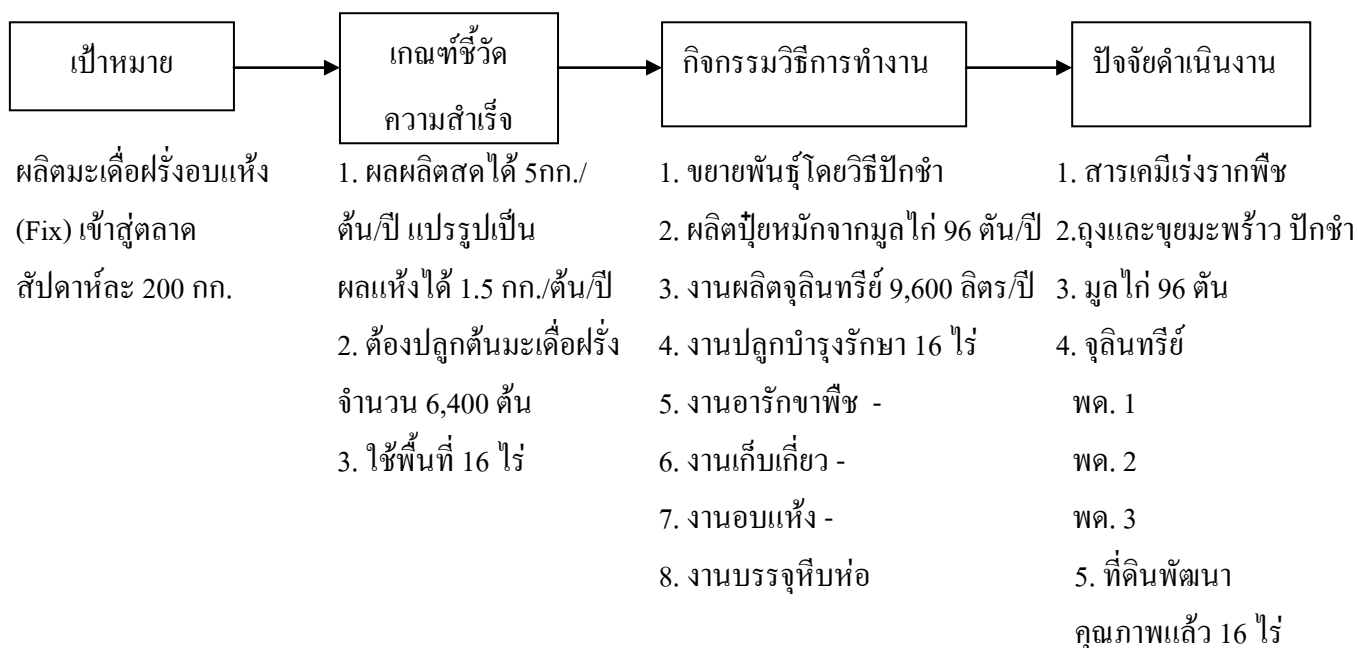 เป้าหมาย
เกณฑ์ชี้วัด
ความสำเร็จ
กิจกรรมวิธีการทำงาน
ปัจจัยดำเนินงาน
ผลิตมะเดื่อฝรั่งอบแห้ง
(Fix) เข้าสู่ตลาด
สัปดาห์ละ 200 กก.
1. ผลผลิตสดได้ 5กก./
ต้น/ปี แปรรูปเป็น
ผลแห้งได้ 1.5 กก./ต้น/ปี
2. ต้องปลูกต้นมะเดื่อฝรั่ง
จำนวน 6,400 ต้น
3. ใช้พื้นที่ 16 ไร่
1. ขยายพันธุ์โดยวิธีปักชำ
2. ผลิตปุ๋ยหมักจากมูลไก่ 96 ตัน/ปี
3. งานผลิตจุลินทรีย์ 9,600 ลิตร/ปี
4. งานปลูกบำรุงรักษา 16 ไร่
5. งานอารักขาพืช -
6. งานเก็บเกี่ยว -
7. งานอบแห้ง -
8. งานบรรจุหีบห่อ
1. สารเคมีเร่งรากพืช
2.ถุงและขุยมะพร้าว ปักชำ
3. มูลไก่ 96 ตัน
4. จุลินทรีย์
พด. 1
พด. 2
พด. 3
5. ที่ดินพัฒนา
คุณภาพแล้ว 16 ไร่